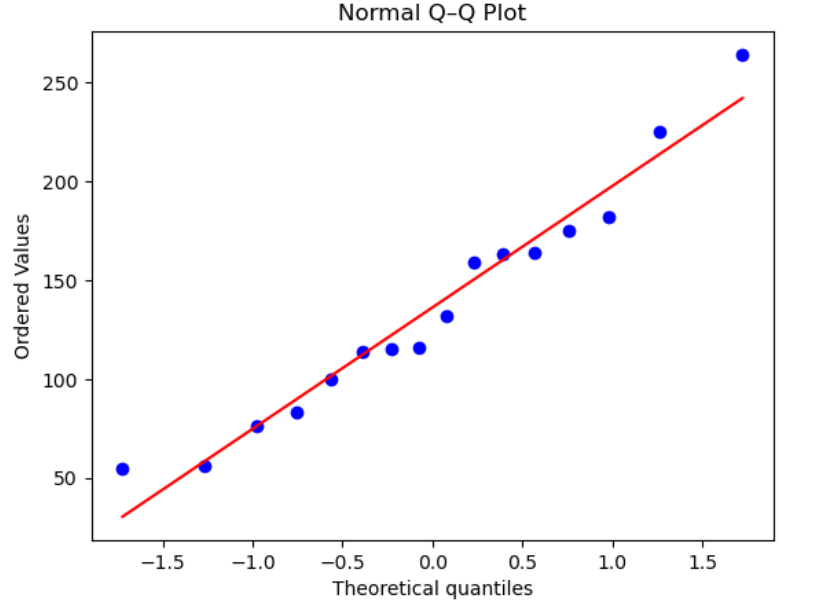 Normal Q–Q Plot
250
200
150
100
50
Ordered Values
−1.5 −1.0 −0.5 0.0 0.5 1.0 1.5
Theoretical quantiles